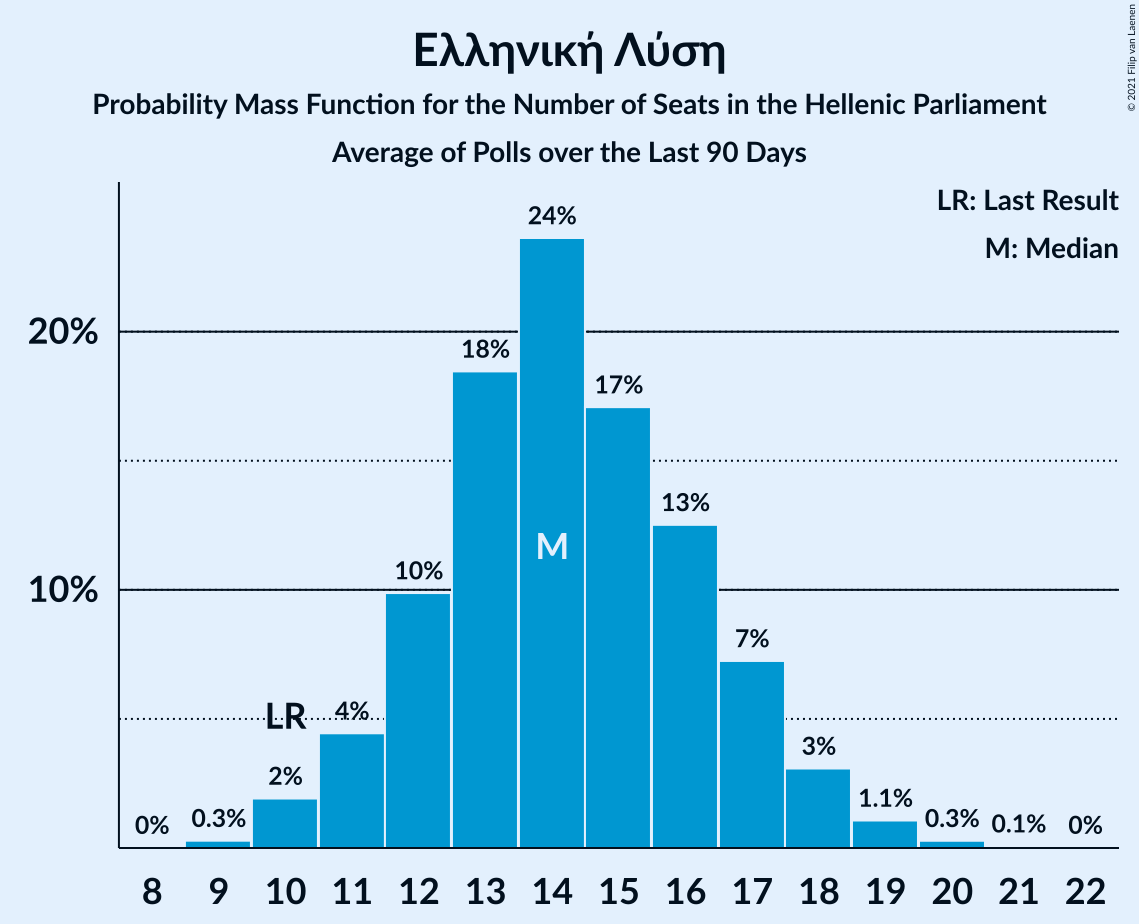 © 2021 Filip van Laenen
Ελληνική Λύση
Probability Mass Function for the Number of Seats in the Hellenic Parliament
Average of Polls over the Last 90 Days
LR: Last Result
M: Median
20%
10%
0%
0.3%
2%
LR
4%
10%
18%
24%
M
17%
13%
7%
3%
1.1%
0.3%
0.1%
0%
8 9 10 11 12 13 14 15 16 17 18 19 20 21 22